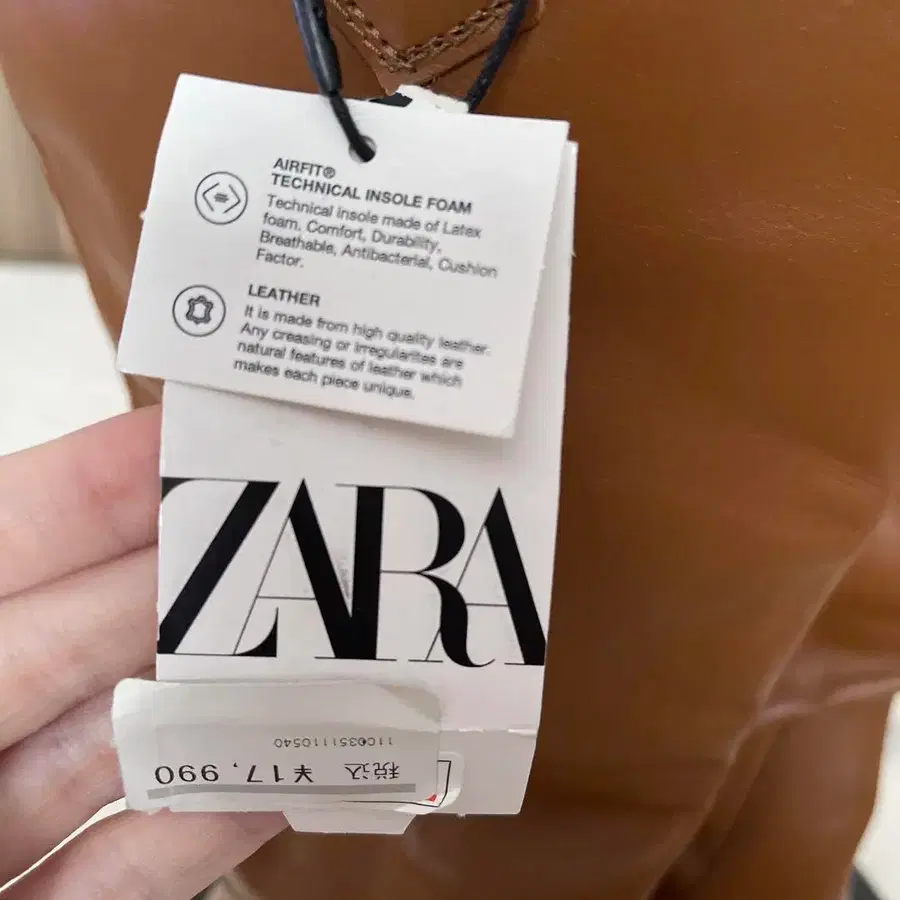 AIRFIT®
TECHNICAL INSOLE FOAM
Technical insole made of Latex
foam. Comfort, Durability,
Breathable, Antibacterial, Cushion
Factor.
LEATHER
It is made from high quality leather.
Any creasing or irregularites are
natural features of leather which
makes each piece unique.
ZARA
税込 ¥17,990
1100351110540